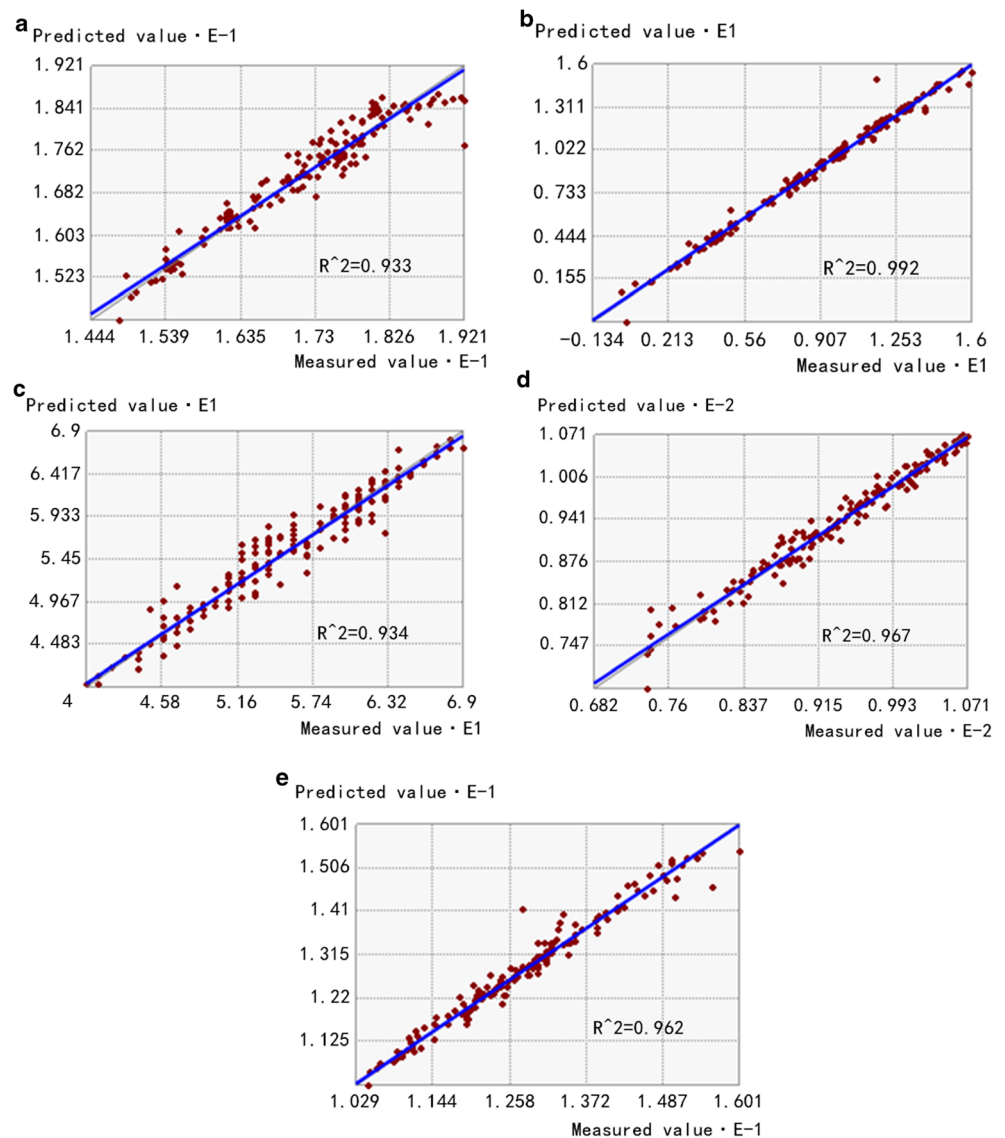 a
Predicted value · E-1
1.921
1.841
1.762
1.682
1.603
1.523
R^2=0.933
1.444 1.539 1.635 1.73 1.826 1.921
Measured value · E-1
b
Predicted value · E1
1.6
1.311
1.022
0.733
0.444
0.155
R^2=0.992
-0.134 0.213 0.56 0.907 1.253 1.6
Measured value · E1
c
Predicted value · E1
6.9
6.417
5.933
5.45
4.967
4.483
R^2=0.934
4 4.58 5.16 5.74 6.32 6.9
Measured value · E1
d
Predicted value · E-2
1.071
1.006
0.941
0.876
0.812
0.747
R^2=0.967
0.682 0.76 0.837 0.915 0.993 1.071
Measured value · E-2
e
Predicted value · E-1
1.601
1.506
1.41
1.315
1.22
1.125
R^2=0.962
1.029 1.144 1.258 1.372 1.487 1.601
Measured value · E-1